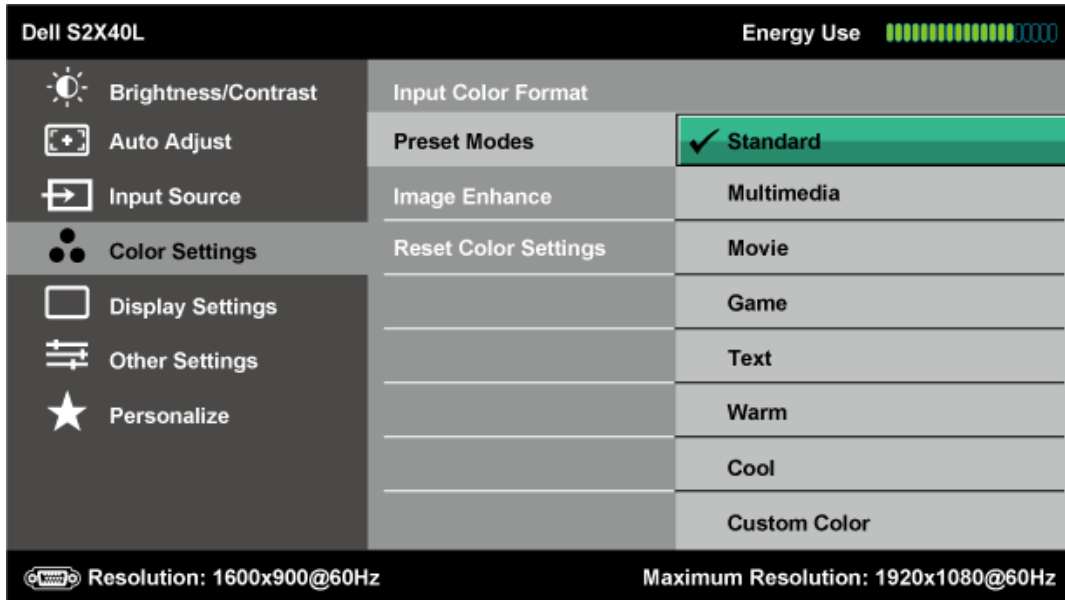 Dell S2X40L
Energy Use
Brightness/Contrast
Auto Adjust
Input Source
Color Settings
Display Settings
Other Settings
Personalize
Input Color Format
Preset Modes
Image Enhance
Reset Color Settings
Standard
Multimedia
Movie
Game
Text
Warm
Cool
Custom Color
Resolution: 1600x900@60Hz
Maximum Resolution: 1920x1080@60Hz